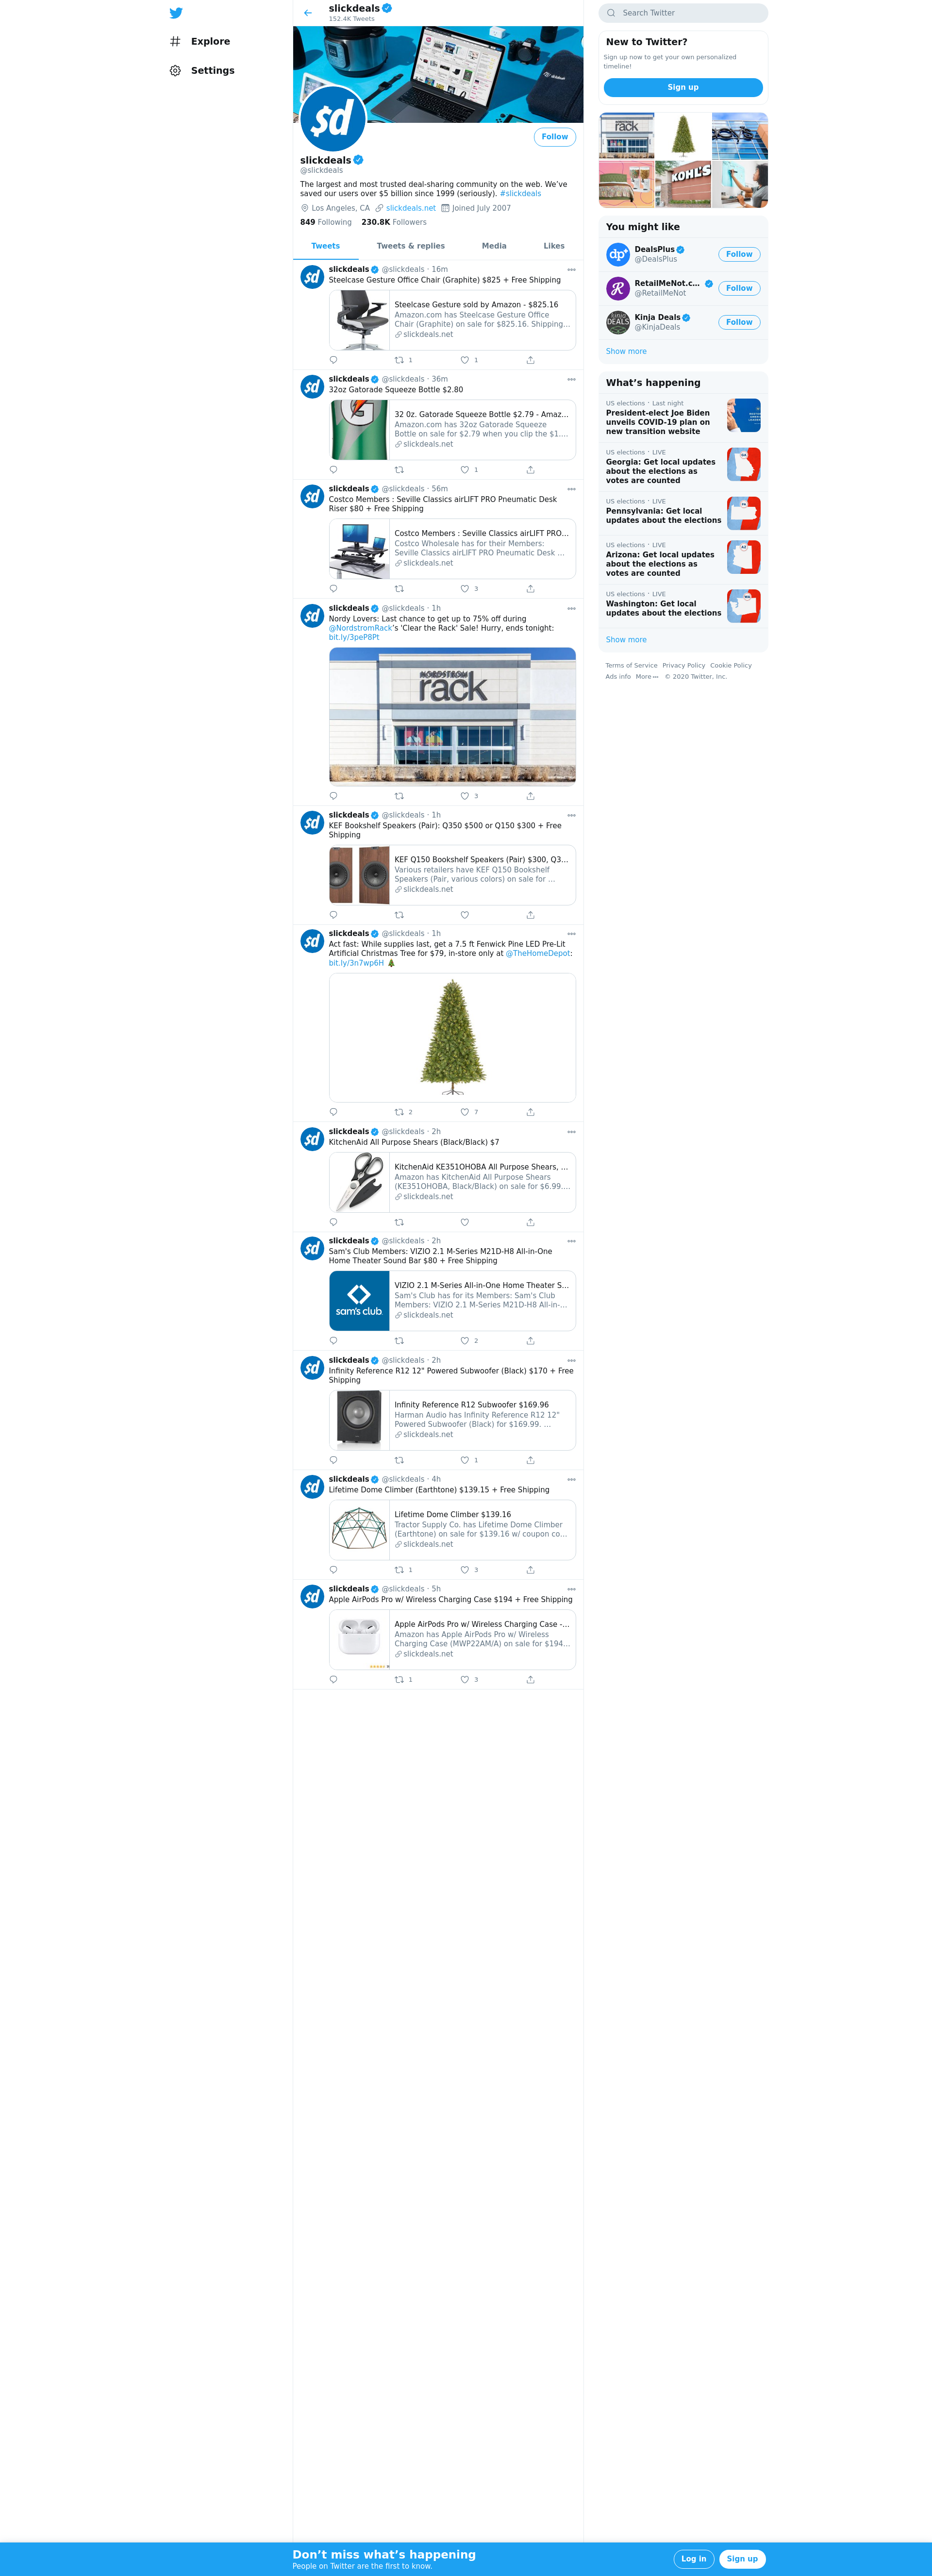 Explore
Settings
slickdeals
152.4K Tweets
$d
Follow
slickdeals
@slickdeals
The largest and most trusted deal-sharing community on the web. We've
saved our users over $5 billion since 1999 (seriously). #slickdeals
Los Angeles, CA slickdeals.net Joined July 2007
849 Following 230.8K Followers
Tweets Tweets & replies Media Likes
$d
slickdeals @slickdeals · 16m
Steelcase Gesture Office Chair (Graphite) $825 + Free Shipping
Steelcase Gesture sold by Amazon - $825.16
Amazon.com has Steelcase Gesture Office
Chair (Graphite) on sale for $825.16. Shipping...
slickdeals.net
1 1
$d
slickdeals @slickdeals · 36m
32oz Gatorade Squeeze Bottle $2.80
G
32 0z. Gatorade Squeeze Bottle $2.79 - Amaz...
Amazon.com has 32oz Gatorade Squeeze
Bottle on sale for $2.79 when you clip the $1....
slickdeals.net
1
$d
slickdeals @slickdeals · 56m
Costco Members : Seville Classics airLIFT PRO Pneumatic Desk
Riser $80 + Free Shipping
Costco Members : Seville Classics airLIFT PRO...
Costco Wholesale has for their Members:
Seville Classics airLIFT PRO Pneumatic Desk ...
slickdeals.net
3
$d
slickdeals @slickdeals · 1h
Nordy Lovers: Last chance to get up to 75% off during
@NordstromRack's 'Clear the Rack' Sale! Hurry, ends tonight:
bit.ly/3peP8Pt
NORDSTROM
rack
3
$d
slickdeals @slickdeals · 1h
KEF Bookshelf Speakers (Pair): Q350 $500 or Q150 $300 + Free
Shipping
KEF Q150 Bookshelf Speakers (Pair) $300, Q3...
Various retailers have KEF Q150 Bookshelf
Speakers (Pair, various colors) on sale for ...
slickdeals.net
$d
slickdeals @slickdeals · 1h
Act fast: While supplies last, get a 7.5 ft Fenwick Pine LED Pre-Lit
Artificial Christmas Tree for $79, in-store only at @TheHomeDepot:
bit.ly/3n7wp6H
2 7
$d
slickdeals @slickdeals · 2h
KitchenAid All Purpose Shears (Black/Black) $7
KitchenAid KE351OHOBA All Purpose Shears, ...
Amazon has KitchenAid All Purpose Shears
(KE351OHOBA, Black/Black) on sale for $6.99....
slickdeals.net
$d
slickdeals @slickdeals · 2h
Sam's Club Members: VIZIO 2.1 M-Series M21D-H8 All-in-One
Home Theater Sound Bar $80 + Free Shipping
sam's club
VIZIO 2.1 M-Series All-in-One Home Theater S...
Sam's Club has for its Members: Sam's Club
Members: VIZIO 2.1 M-Series M21D-H8 All-in-...
slickdeals.net
2
$d
slickdeals @slickdeals · 2h
Infinity Reference R12 12" Powered Subwoofer (Black) $170 + Free
Shipping
Infinity Reference R12 Subwoofer $169.96
Harman Audio has Infinity Reference R12 12"
Powered Subwoofer (Black) for $169.99. ...
slickdeals.net
1
$d
slickdeals @slickdeals · 4h
Lifetime Dome Climber (Earthtone) $139.15 + Free Shipping
Lifetime Dome Climber $139.16
Tractor Supply Co. has Lifetime Dome Climber
(Earthtone) on sale for $139.16 w/ coupon co...
slickdeals.net
1 3
$d
slickdeals @slickdeals · 5h
Apple AirPods Pro w/ Wireless Charging Case $194 + Free Shipping
Apple AirPods Pro w/ Wireless Charging Case -...
Amazon has Apple AirPods Pro w/ Wireless
Charging Case (MWP22AM/A) on sale for $194...
slickdeals.net
1 3
Search Twitter
New to Twitter?
Sign up now to get your own personalized
timeline!
Sign up
rack
KOHL'S
You might like
dp+
DealsPlus
@DealsPlus
Follow
R
RetailMeNot.c...
@RetailMeNot
Follow
DEALS
Kinja Deals
@KinjaDeals
Follow
Show more
What's happening
US elections · Last night
President-elect Joe Biden
unveils COVID-19 plan on
new transition website
US elections · LIVE
Georgia: Get local updates
about the elections as
votes are counted
US elections · LIVE
Pennsylvania: Get local
updates about the elections
US elections · LIVE
Arizona: Get local updates
about the elections as
votes are counted
US elections · LIVE
Washington: Get local
updates about the elections
Show more
Terms of Service Privacy Policy Cookie Policy
Ads info More © 2020 Twitter, Inc.
Don't miss what's happening
People on Twitter are the first to know.
Log in
Sign up